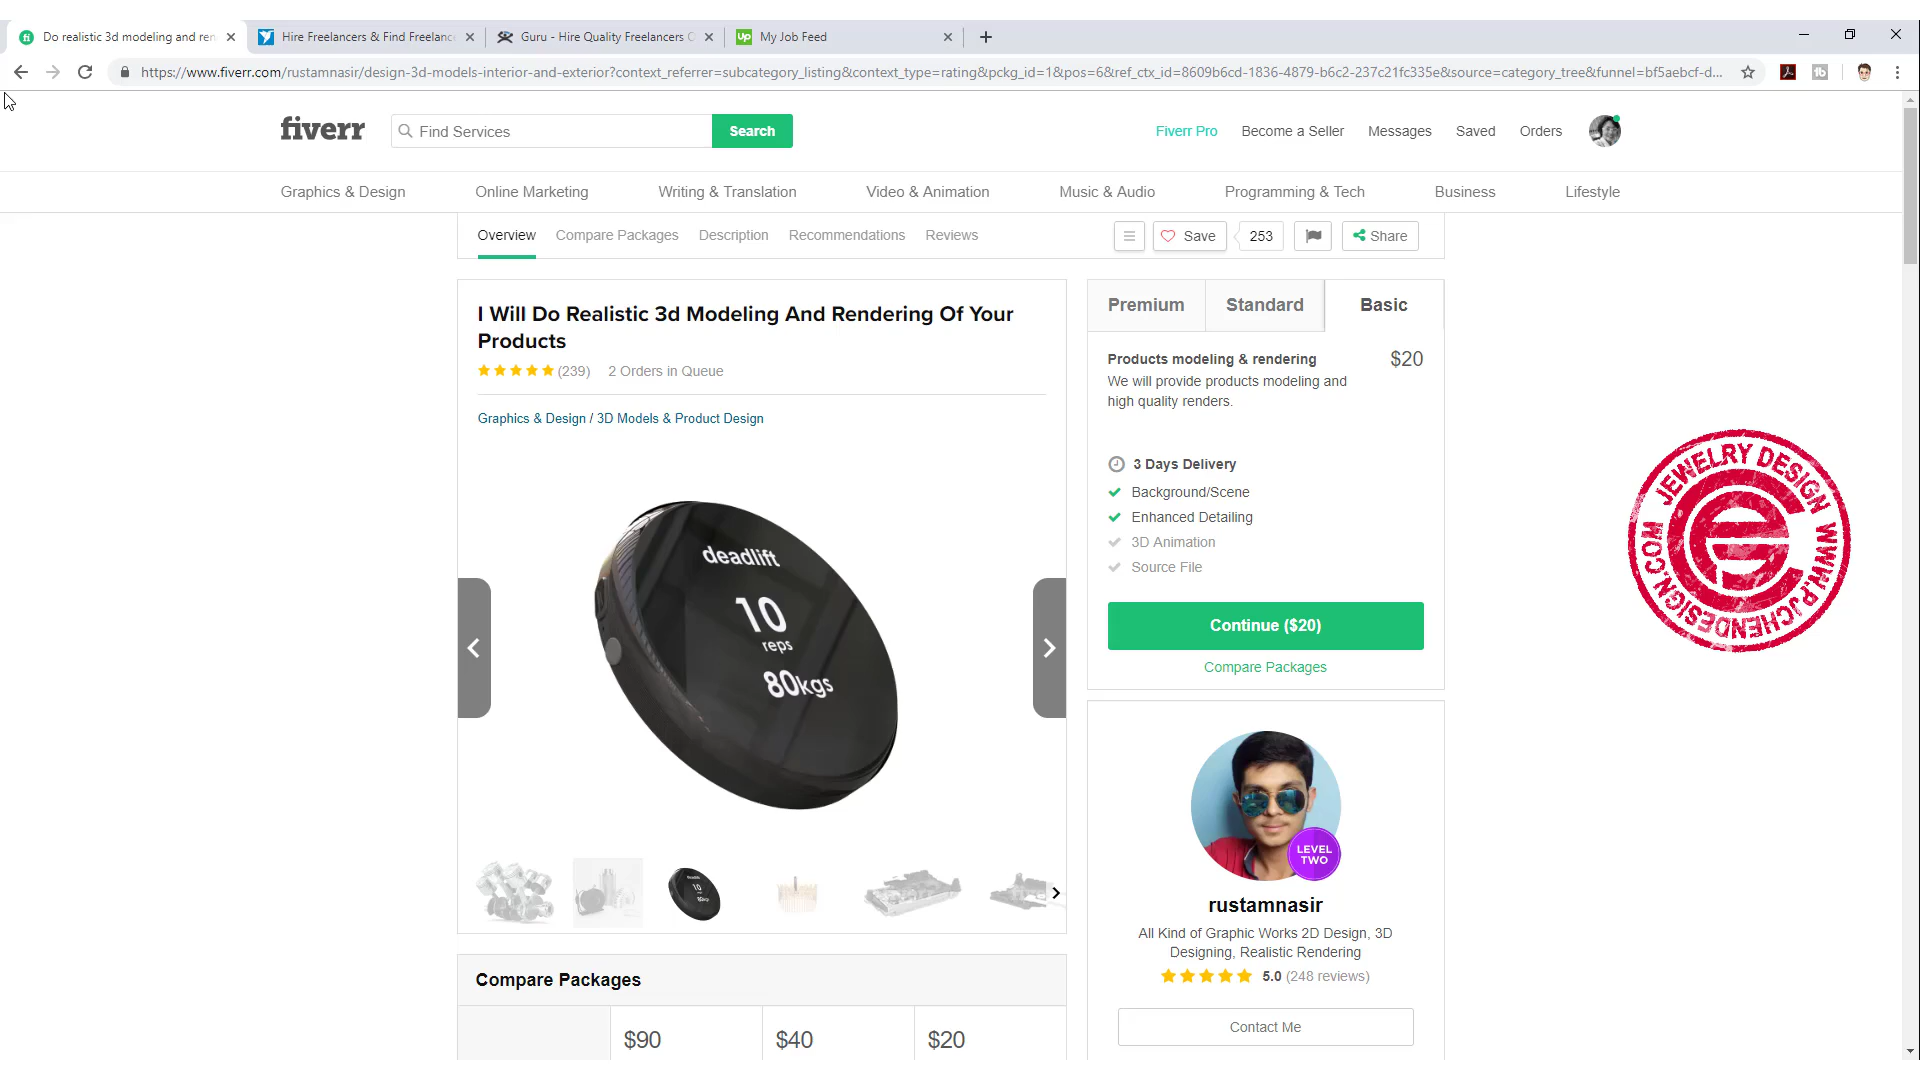 Do realistic 3d modeling and ren
Hire Freelancers & Find Freelanc
Guru - Hire Quality Freelancers
My Job Feed
https://www.fiverr.com/rustamnasir/design-3d-models-interior-and-exterior?context_referrer=subcategory_listing&context_type=rating&pckg_id=1&pos=6&ref_ctx_id=8609b6cd-1836-4879-b6c2-237c21fc335e&source=category_tree&funnel=bf5aebcf-d...
fiverr
Find Services
Search
Fiverr Pro
Become a Seller
Messages
Saved
Orders
Graphics & Design
Online Marketing
Writing & Translation
Video & Animation
Music & Audio
Programming & Tech
Business
Lifestyle
Overview
Compare Packages
Description
Recommendations
Reviews
Save
253
Share
I Will Do Realistic 3d Modeling And Rendering Of Your
Products
(239)
2 Orders in Queue
Graphics & Design / 3D Models & Product Design
deadlift
10
reps
80kgs
Premium
Standard
Basic
Products modeling & rendering
$20
We will provide products modeling and
high quality renders.
3 Days Delivery
Background/Scene
Enhanced Detailing
3D Animation
Source File
Continue ($20)
Compare Packages
LEVEL
TWO
rustamnasir
All Kind of Graphic Works 2D Design, 3D
Designing, Realistic Rendering
5.0 (248 reviews)
Contact Me
Compare Packages
$90
$40
$20
JEWELRY DESIGN WWW.PJCHENDESIGN.COM